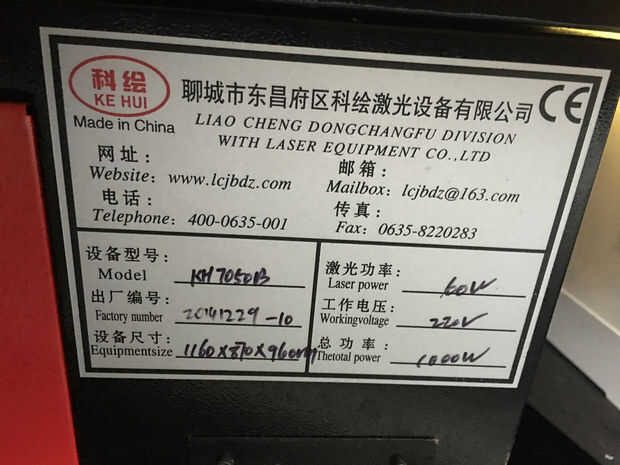 科绘
KE HUI
Made in China
聊城市东昌府区科绘激光设备有限公司
CE
LIAO CHENG DONGCHANGFU DIVISION
WITH LASER EQUIPMENT CO.,LTD
网址:
Website: www.lcjbdz.com
邮箱:
Mailbox: lcjbdz@163.com
电话:
Telephone: 400-0635-001
传真:
Fax: 0635-8220283
设备型号:
Model KH7050B
出厂编号:
Factory number 20141229-10
设备尺寸:
Equipmentsize 1160X870X960mm
激光功率:
Laser power 60W
工作电压:
Workingvoltage 220V
总功率:
Thetotal power 1000W